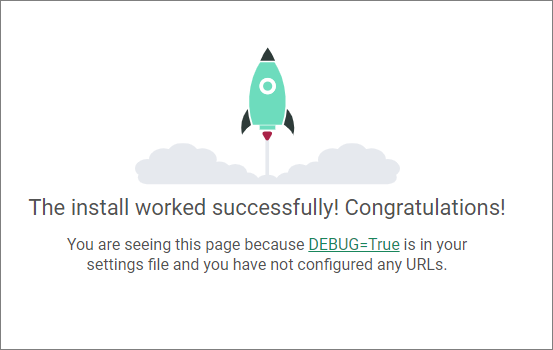 The install worked successfully! Congratulations!
You are seeing this page because DEBUG=True is in your
settings file and you have not configured any URLs.